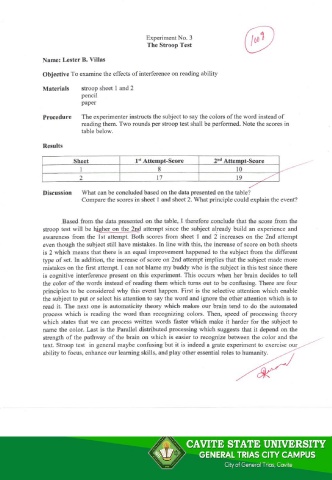 Experiment No. 3
The Stroop Test
100
Name: Lester B. Villas
Objective To examine the effects of interference on reading ability
Materials stroop sheet 1 and 2
pencil
paper
Procedure The experimenter instructs the subject to say the colors of the word instead of
reading them. Two rounds per stroop test shall be performed. Note the scores in
table below.
Results
Sheet 1st Attempt-Score 2nd Attempt-Score
1 8 10
2 17 19
Discussion What can be concluded based on the data presented on the table?
Compare the scores in sheet 1 and sheet 2. What principle could explain the event?
Based from the data presented on the table, I therefore conclude that the score from the
stroop test will be higher on the 2nd attempt since the subject already build an experience and
awareness from the 1st attempt. Both scores from sheet 1 and 2 increases on the 2nd attempt
even though the subject still have mistakes. In line with this, the increase of score on both sheets
is 2 which means that there is an equal improvement happened to the subject from the different
type of set. In addition, the increase of score on 2nd attempt implies that the subject made more
mistakes on the first attempt. I can not blame my buddy who is the subject in this test since there
is cognitive interference present on this experiment. This occurs when her brain decides to tell
the color of the words instead of reading them which turns out to be confusing. There are four
principles to be considered why this event happen. First is the selective attention which enable
the subject to put or select his attention to say the word and ignore the other attention which is to
read it. The next one is automaticity theory which makes our brain tend to do the automated
process which is reading the word than recognizing colors. Then, speed of processing theory
which states that we can process written words faster which make it harder for the subject to
name the color. Last is the Parallel distributed processing which suggests that it depend on the
strength of the pathway of the brain on which is easier to recognize between the color and the
text. Stroop test in general maybe confusing but it is indeed a grate experiment to exercise our
ability to focus, enhance our learning skills, and play other essential roles to humanity.
CAVITE STATE UNIVERSITY
GENERAL TRIAS CITY CAMPUS
City of General Trias, Cavite